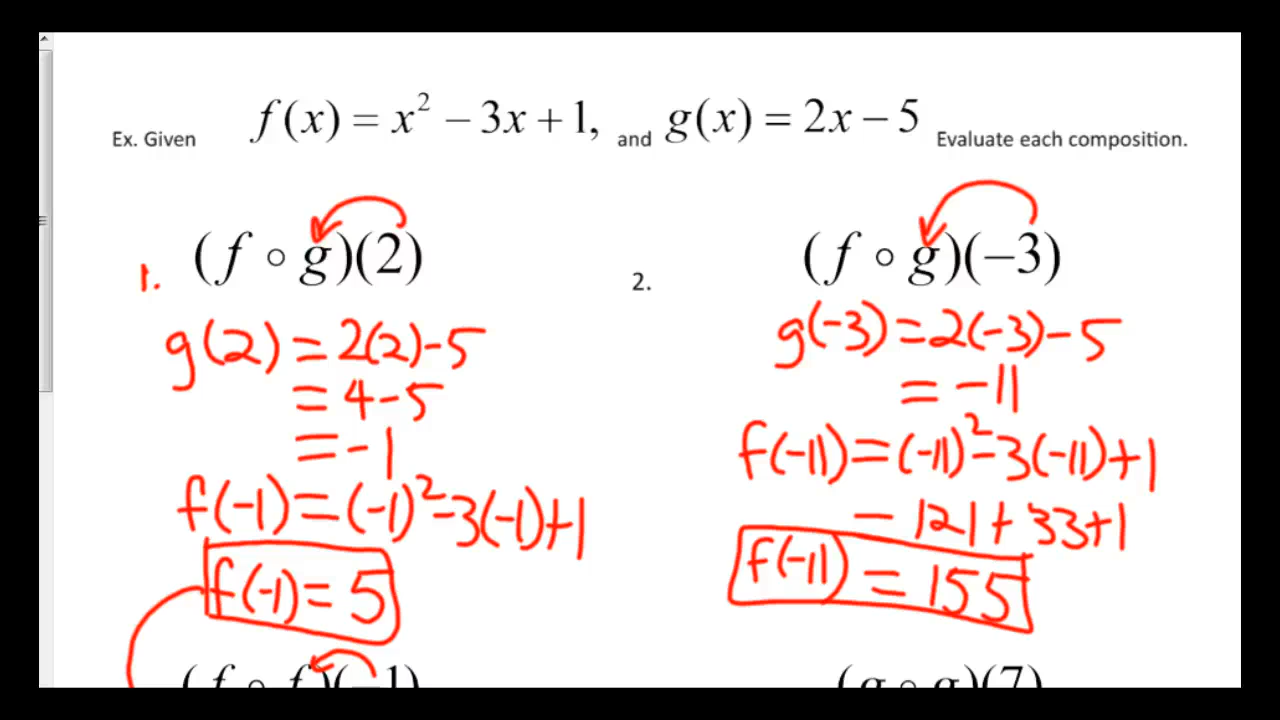 Ex. Given f(x) = x² − 3x + 1, and g(x) = 2x − 5 Evaluate each composition.
1. (f ∘ g)(2)
g(2) = 2(2) - 5
= 4 - 5
= -1
f(-1) = (-1)² - 3(-1) + 1
f(-1) = 5
(f ∘ f)(−1)
2. (f ∘ g)(−3)
g(-3) = 2(-3) - 5
= -11
f(-11) = (-11)² - 3(-11) + 1
- 121 + 33 + 1
f(-11) = 155
(g ∘ g)(7)